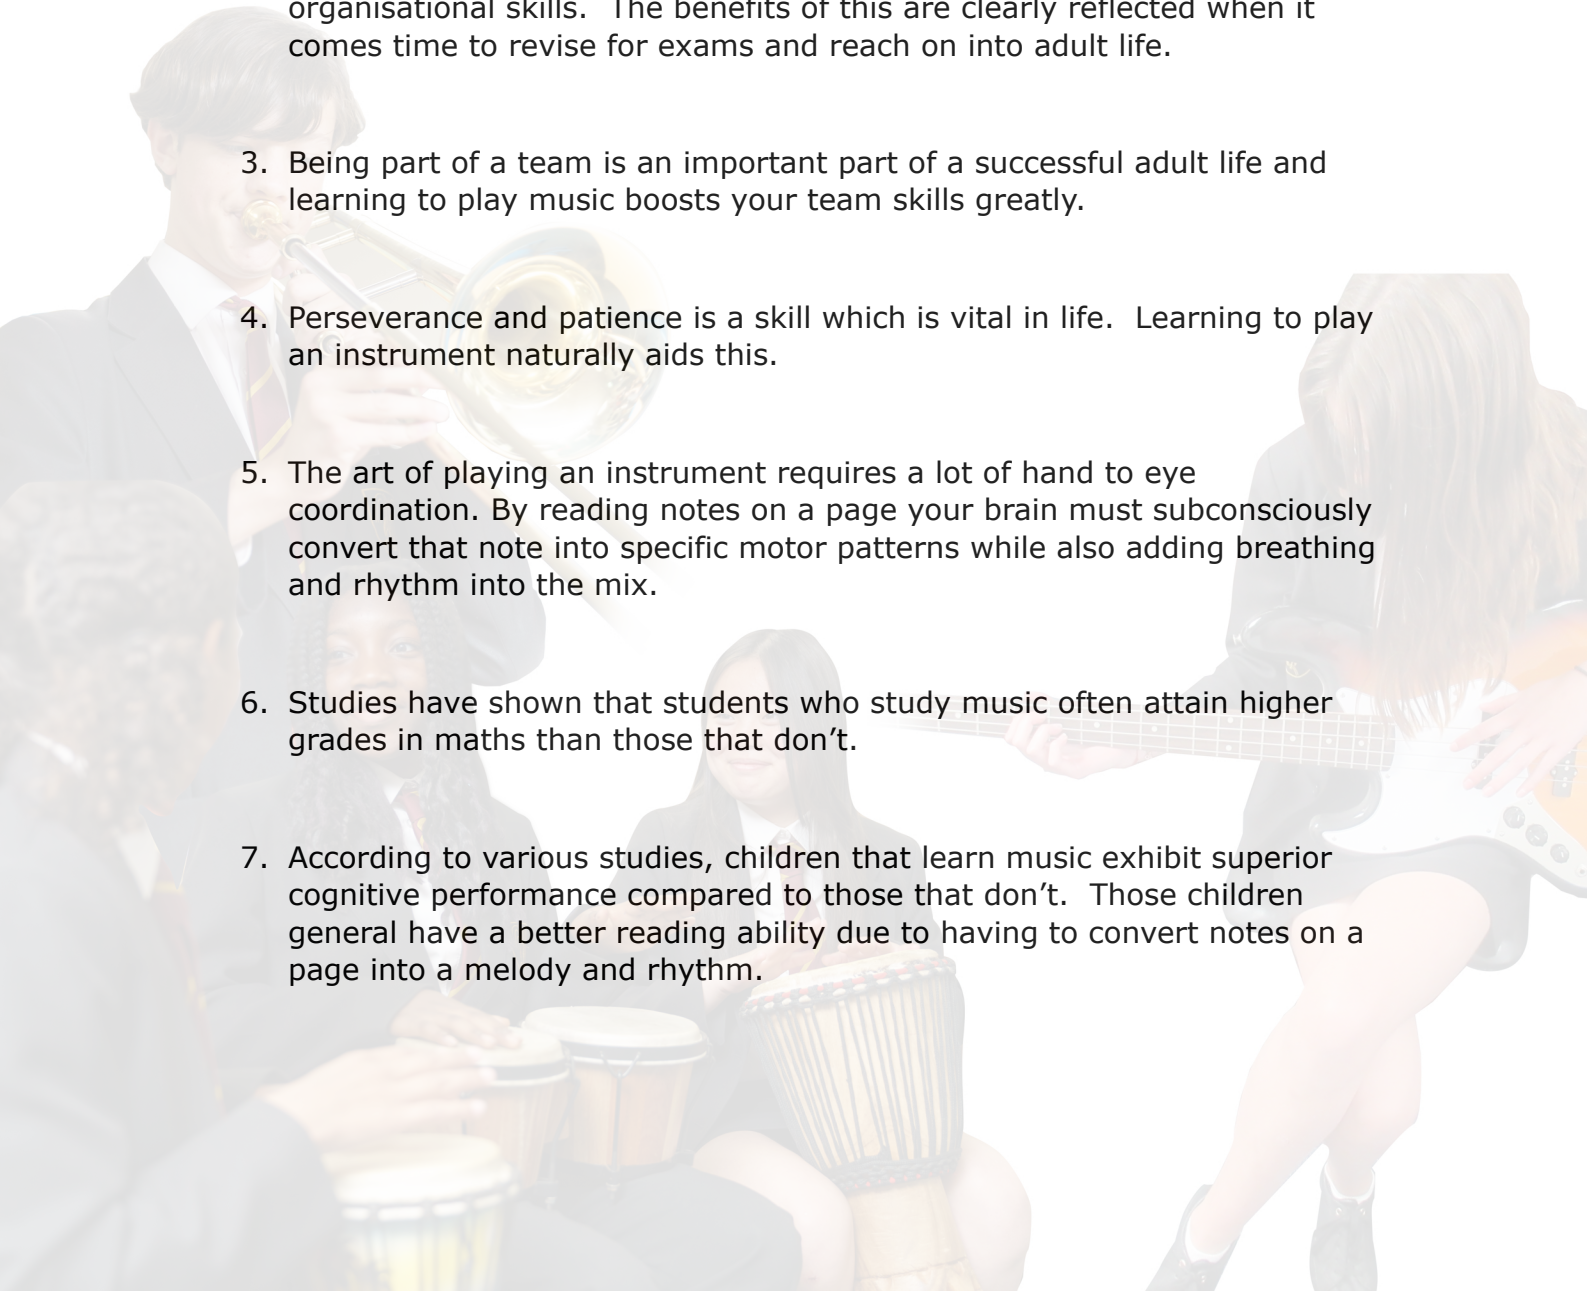 organisational skills.  The benefits of this are clearly reflected when it
comes time to revise for exams and reach on into adult life.
3. Being part of a team is an important part of a successful adult life and
learning to play music boosts your team skills greatly.
4. Perseverance and patience is a skill which is vital in life.  Learning to play
an instrument naturally aids this.
5. The art of playing an instrument requires a lot of hand to eye
coordination. By reading notes on a page your brain must subconsciously
convert that note into specific motor patterns while also adding breathing
and rhythm into the mix.
6. Studies have shown that students who study music often attain higher
grades in maths than those that don’t.
7. According to various studies, children that learn music exhibit superior
cognitive performance compared to those that don’t.  Those children
general have a better reading ability due to having to convert notes on a
page into a melody and rhythm.